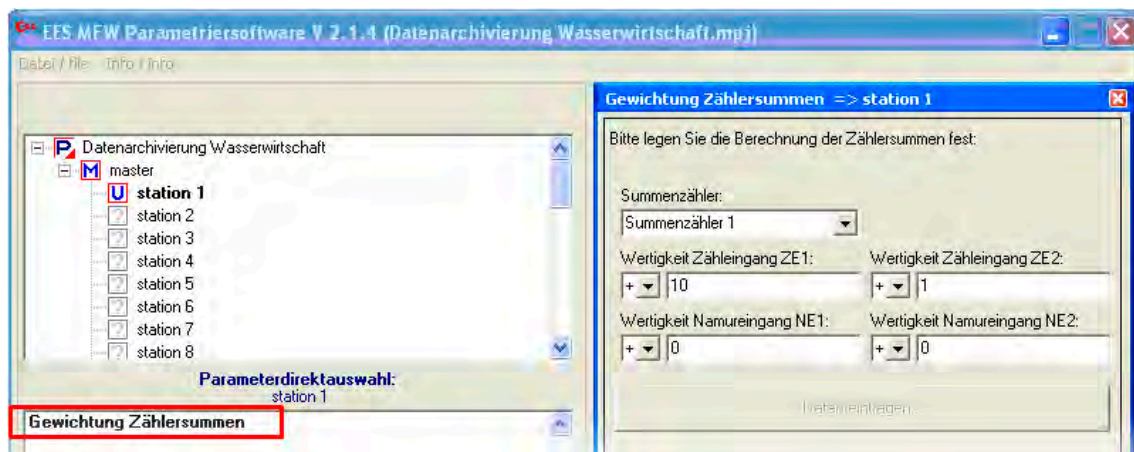 EES MFW Parametriersoftware V 2.1.4 (Datenarchivierung Wasserwirtschaft.mpj)
Datei / file Info / info
Datenarchivierung Wasserwirtschaft
master
station 1
station 2
station 3
station 4
station 5
station 6
station 7
station 8
Parameterdirektauswahl:
station 1
Gewichtung Zählersummen
Gewichtung Zählersummen => station 1
Bitte legen Sie die Berechnung der Zählersummen fest:
Summenzähler:
Summenzähler 1
Wertigkeit Zähleingang ZE1: Wertigkeit Zähleingang ZE2:
+ 10 + 1
Wertigkeit Namureingang NE1: Wertigkeit Namureingang NE2:
+ 0 + 0